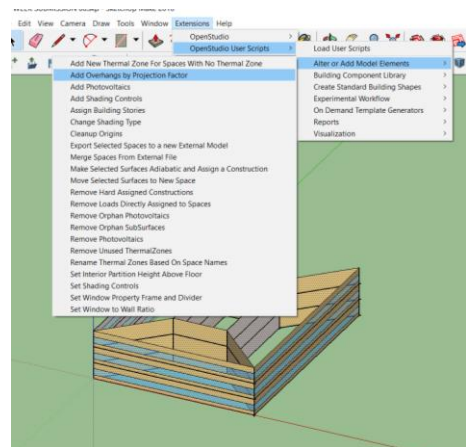 Edit View Camera Draw Tools Window Extensions Help
OpenStudio
OpenStudio User Scripts
Load User Scripts
Alter or Add Model Elements
Building Component Library
Create Standard Building Shapes
Experimental Workflow
On Demand Template Generators
Reports
Visualization
Add New Thermal Zone For Spaces With No Thermal Zone
Add Overhangs by Projection Factor
Add Photovoltaics
Add Shading Controls
Assign Building Stories
Change Shading Type
Cleanup Origins
Export Selected Spaces to a new External Model
Merge Spaces From External File
Make Selected Surfaces Adiabatic and Assign a Construction
Move Selected Surfaces to New Space
Remove Hard Assigned Constructions
Remove Loads Directly Assigned to Spaces
Remove Orphan Photovoltaics
Remove Orphan SubSurfaces
Remove Photovoltaics
Remove Unused ThermalZones
Rename Thermal Zones Based On Space Names
Set Interior Partition Height Above Floor
Set Shading Controls
Set Window Property Frame and Divider
Set Window to Wall Ratio